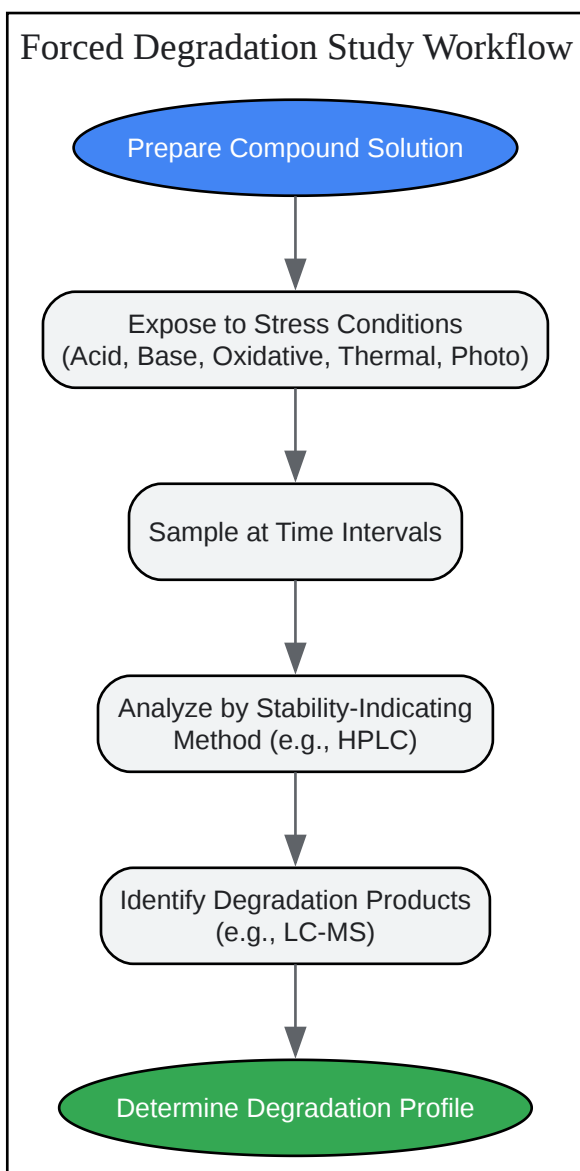 Forced Degradation Study Workflow
Prepare Compound Solution
Expose to Stress Conditions
(Acid, Base, Oxidative, Thermal, Photo)
Sample at Time Intervals
Analyze by Stability-Indicating
Method (e.g., HPLC)
Identify Degradation Products
(e.g., LC-MS)
Determine Degradation Profile